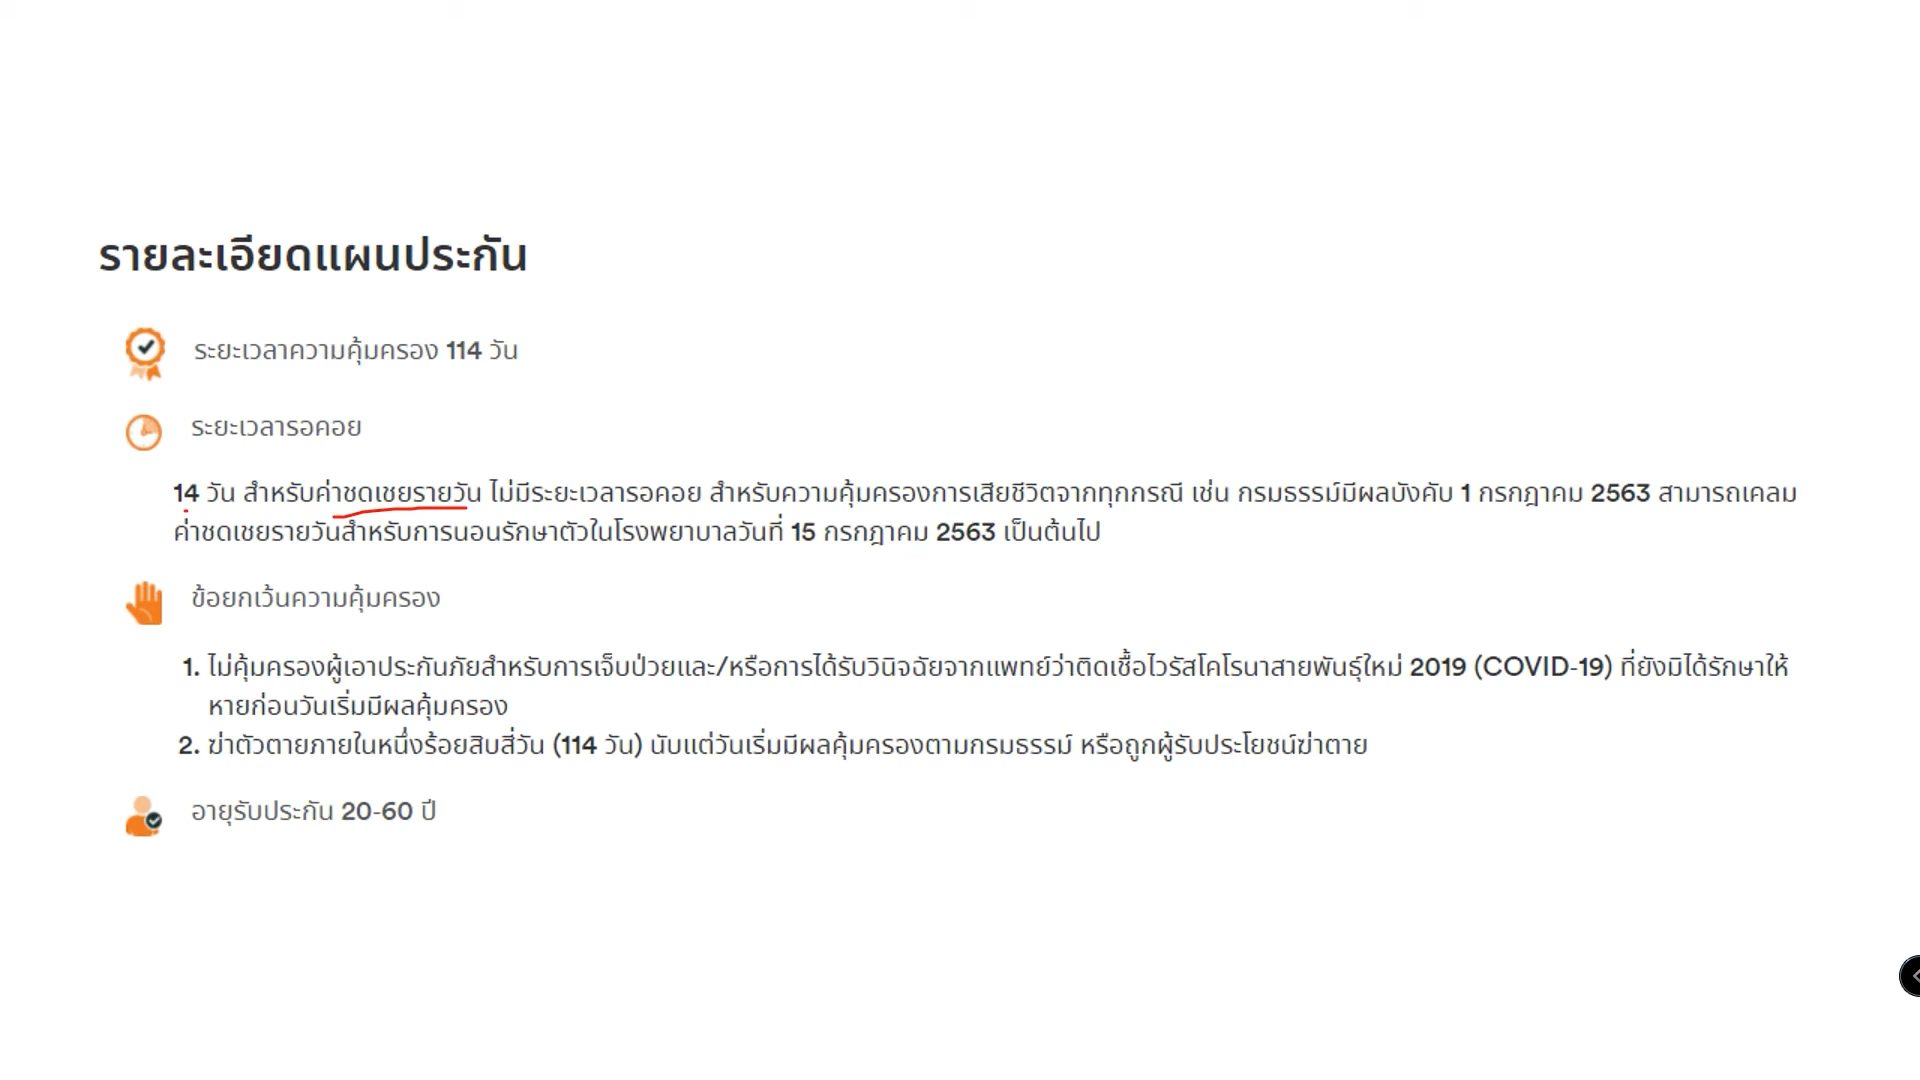 รายละเอียดแผนประกัน
ระยะเวลาความคุ้มครอง 114 วัน
ระยะเวลารอคอย
14 วัน สำหรับค่าชดเชยรายวัน ไม่มีระยะเวลารอคอย สำหรับความคุ้มครองการเสียชีวิตจากทุกกรณี เช่น กรมธรรม์มีผลบังคับ 1 กรกฎาคม 2563 สามารถเคลม
ค่าชดเชยรายวันสำหรับการนอนรักษาตัวในโรงพยาบาลวันที่ 15 กรกฎาคม 2563 เป็นต้นไป
ข้อยกเว้นความคุ้มครอง
1. ไม่คุ้มครองผู้เอาประกันภัยสำหรับการเจ็บป่วยและ/หรือการได้รับวินิจฉัยจากแพทย์ว่าติดเชื้อไวรัสโคโรนาสายพันธุ์ใหม่ 2019 (COVID-19) ที่ยังมิได้รักษาให้
หายก่อนวันเริ่มมีผลคุ้มครอง
2. ฆ่าตัวตายภายในหนึ่งร้อยสิบสี่วัน (114 วัน) นับแต่วันเริ่มมีผลคุ้มครองตามกรมธรรม์ หรือถูกผู้รับประโยชน์ฆ่าตาย
อายุรับประกัน 20-60 ปี